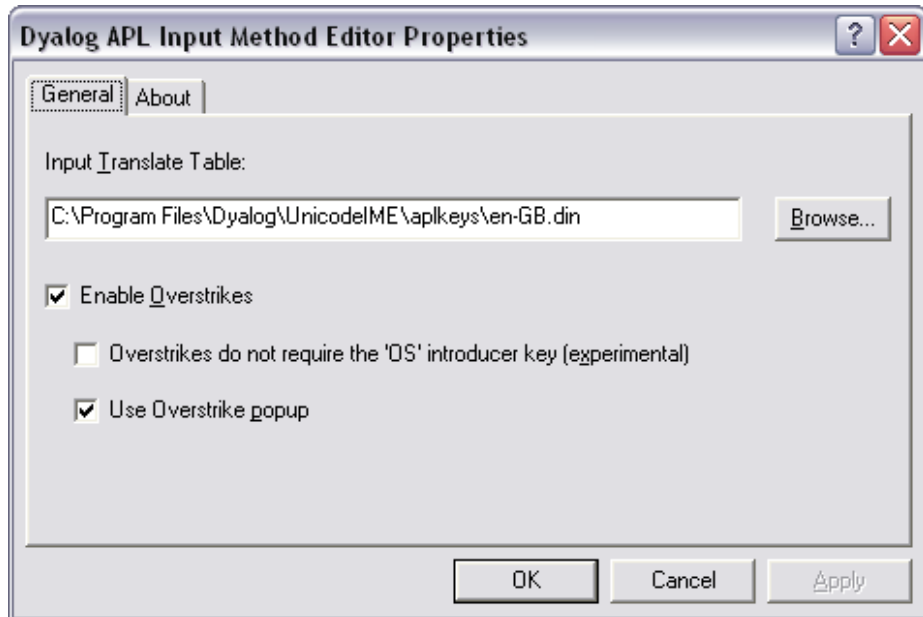 Dyalog APL Input Method Editor Properties
General About
Input Translate Table:
C:\Program Files\Dyalog\UnicodeIME\aplkeys\en-GB.din
Browse...
Enable Overstrikes
Overstrikes do not require the 'OS' introducer key (experimental)
Use Overstrike popup
OK Cancel Apply